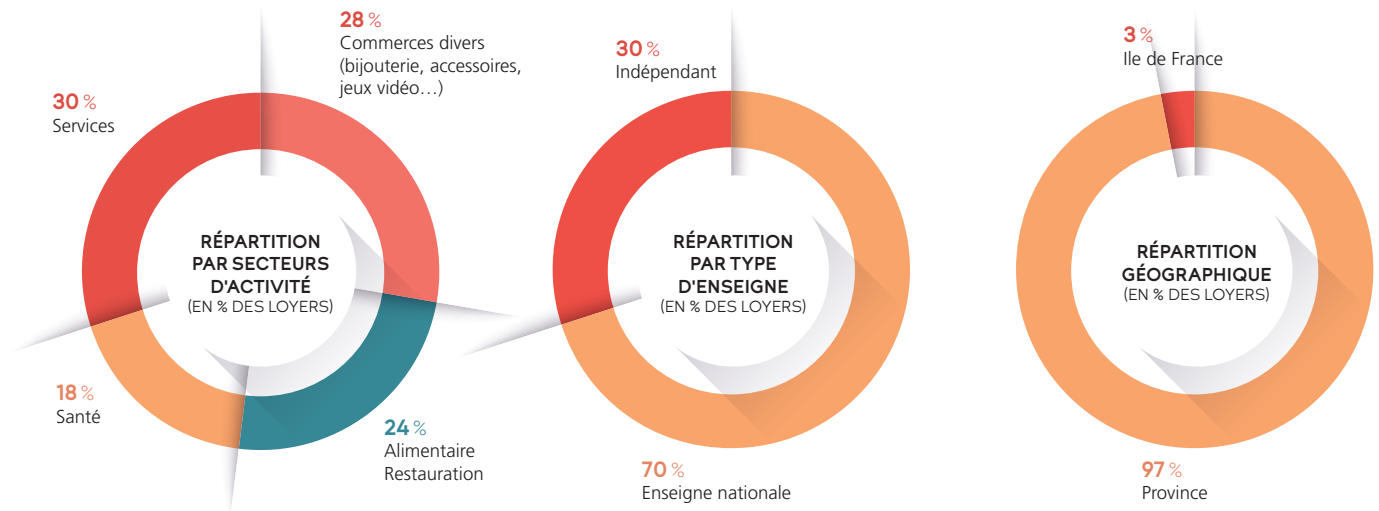 28 %
Commerces divers
(bijouterie, accessoires,
jeux vidéo…)
30 %
Services
RÉPARTITION
PAR SECTEURS
D'ACTIVITÉ
(EN % DES LOYERS)
18 %
Santé
24 %
Alimentaire
Restauration
30 %
Indépendant
RÉPARTITION
PAR TYPE
D'ENSEIGNE
(EN % DES LOYERS)
70 %
Enseigne nationale
3 %
Ile de France
RÉPARTITION
GÉOGRAPHIQUE
(EN % DES LOYERS)
97 %
Province